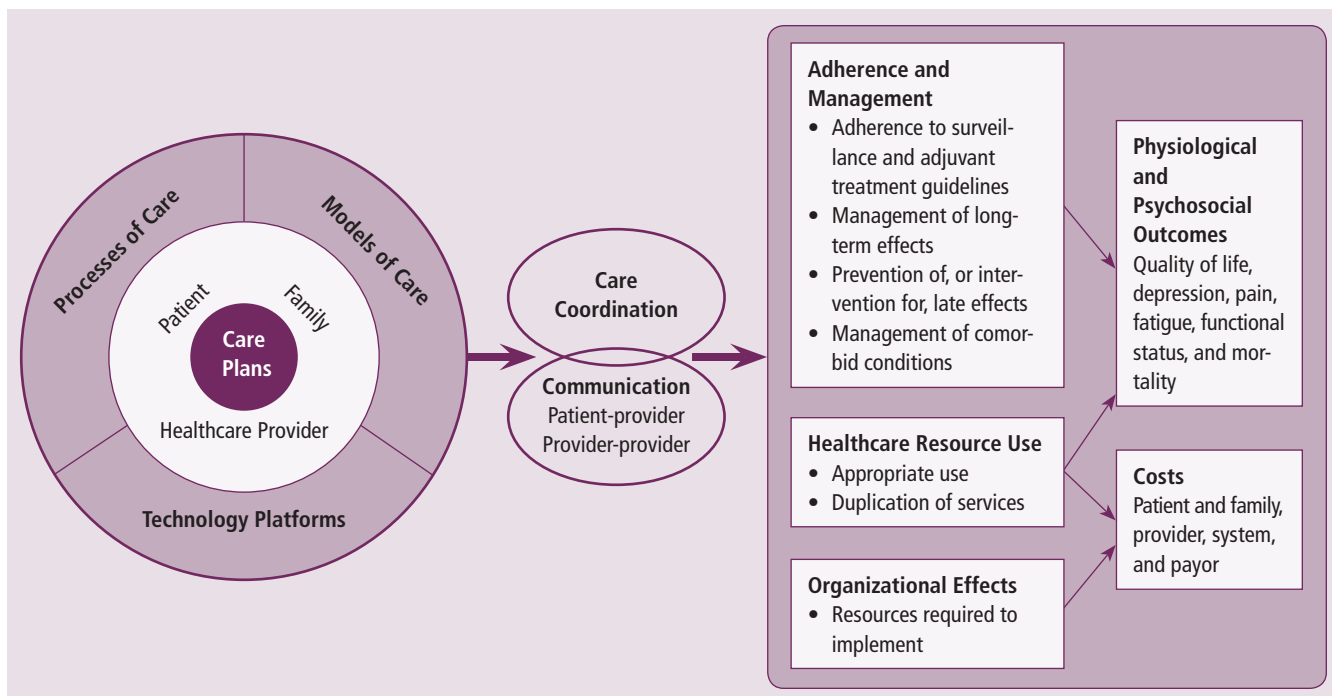 Processes of Care
Models of Care
Patient
Family
Care
Plans
Healthcare Provider
Technology Platforms
Care
Coordination
Communication
Patient-provider
Provider-provider
Adherence and
Management
• Adherence to surveil-
lance and adjuvant
treatment guidelines
• Management of long-
term effects
• Prevention of, or inter-
vention for, late effects
• Management of comor-
bid conditions
Healthcare Resource Use
• Appropriate use
• Duplication of services
Organizational Effects
• Resources required to
implement
Physiological
and
Psychosocial
Outcomes
Quality of life,
depression, pain,
fatigue, functional
status, and mor-
tality
Costs
Patient and family,
provider, system,
and payor